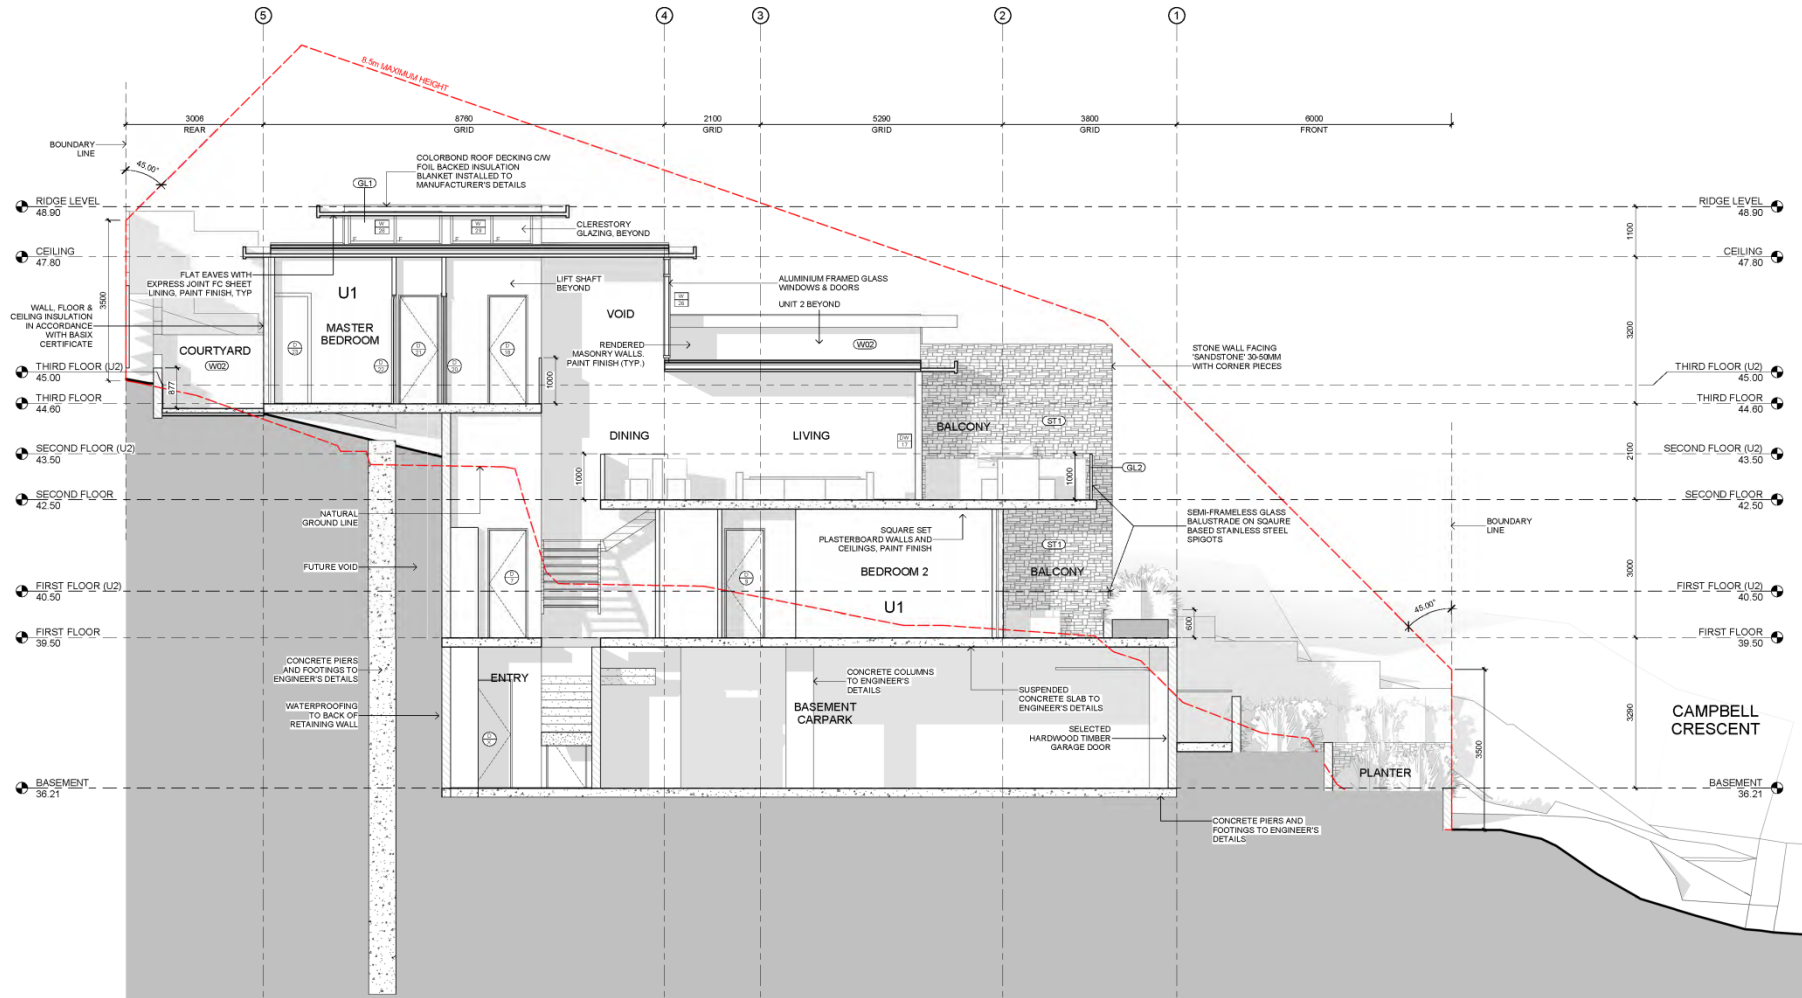 5
4
3
2
1
8.5m MAXIMUM HEIGHT
3006
REAR
8760
GRID
2100
GRID
5290
GRID
3800
GRID
6000
FRONT
BOUNDARY
LINE
45.00°
COLORBOND ROOF DECKING C/W
FOIL BACKED INSULATION
BLANKET INSTALLED TO
MANUFACTURER'S DETAILS
GL1
RIDGE LEVEL
48.90
RIDGE LEVEL
48.90
CLERESTORY
GLAZING, BEYOND
1100
CEILING
47.80
CEILING
47.80
FLAT EAVES WITH
EXPRESS JOINT FC SHEET
LINING, PAINT FINISH, TYP
LIFT SHAFT
BEYOND
ALUMINIUM FRAMED GLASS
WINDOWS & DOORS
U1
UNIT 2 BEYOND
3500
WALL, FLOOR &
CEILING INSULATION
IN ACCORDANCE
WITH BASIX
CERTIFICATE
MASTER
BEDROOM
VOID
3200
COURTYARD
W02
RENDERED
MASONRY WALLS.
PAINT FINISH (TYP.)
W02
STONE WALL FACING
'SANDSTONE' 30-50MM
WITH CORNER PIECES
THIRD FLOOR (U2)
45.00
THIRD FLOOR (U2)
45.00
877
1000
THIRD FLOOR
44.60
THIRD FLOOR
44.60
DINING
LIVING
DW
17
BALCONY
ST1
2100
SECOND FLOOR (U2)
43.50
SECOND FLOOR (U2)
43.50
GL2
1000
1000
SECOND FLOOR
42.50
SECOND FLOOR
42.50
NATURAL
GROUND LINE
SQUARE SET
PLASTERBOARD WALLS AND
CEILINGS, PAINT FINISH
SEMI-FRAMELESS GLASS
BALUSTRADE ON SQAURE
BASED STAINLESS STEEL
SPIGOTS
BOUNDARY
LINE
ST1
FUTURE VOID
D
7
BEDROOM 2
BALCONY
3000
FIRST FLOOR (U2)
40.50
FIRST FLOOR (U2)
40.50
U1
45.00°
600
FIRST FLOOR
39.50
FIRST FLOOR
39.50
CONCRETE PIERS
AND FOOTINGS TO
ENGINEER'S DETAILS
ENTRY
CONCRETE COLUMNS
TO ENGINEER'S
DETAILS
SUSPENDED
CONCRETE SLAB TO
ENGINEER'S DETAILS
WATERPROOFING
TO BACK OF
RETAINING WALL
BASEMENT
CARPARK
SELECTED
HARDWOOD TIMBER
GARAGE DOOR
3290
3500
CAMPBELL
CRESCENT
PLANTER
BASEMENT
36.21
BASEMENT
36.21
CONCRETE PIERS AND
FOOTINGS TO ENGINEER'S
DETAILS